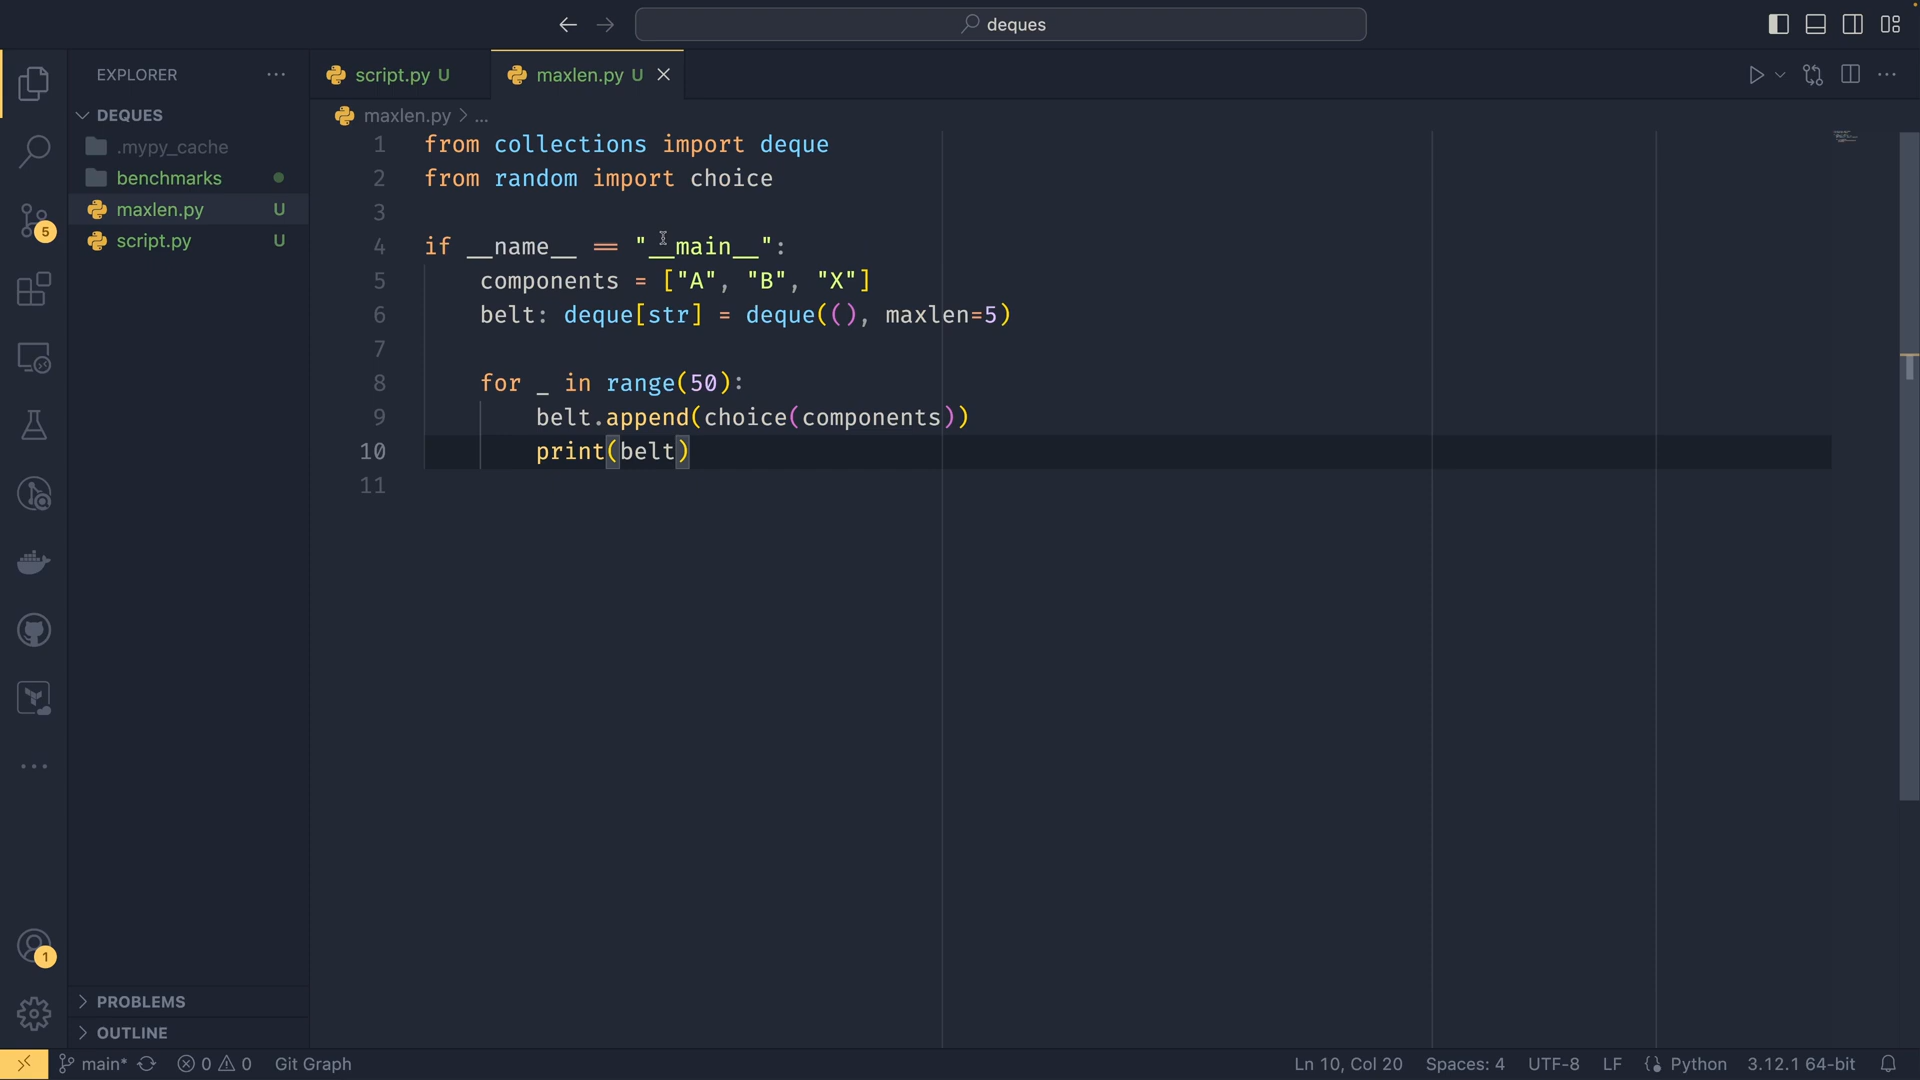 deques
EXPLORER
DEQUES
.mypy_cache
benchmarks
maxlen.py U
script.py U
PROBLEMS
OUTLINE
script.py U
maxlen.py U
maxlen.py > ...
1 from collections import deque
2 from random import choice
3
4 if __name__ == "__main__":
5 components = ["A", "B", "X"]
6 belt: deque[str] = deque((), maxlen=5)
7
8 for _ in range(50):
9 belt.append(choice(components))
10 print(belt)
11
5
1
main* 0 0 Git Graph Ln 10, Col 20 Spaces: 4 UTF-8 LF Python 3.12.1 64-bit